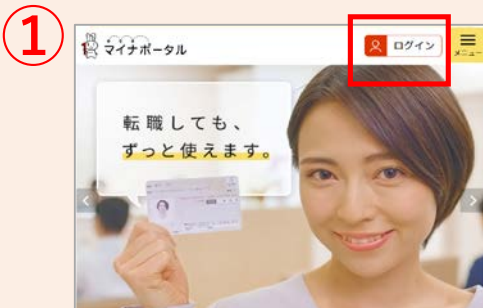 ①
マイナポータル
ログイン
メニュー
転職しても、
ずっと使えます。